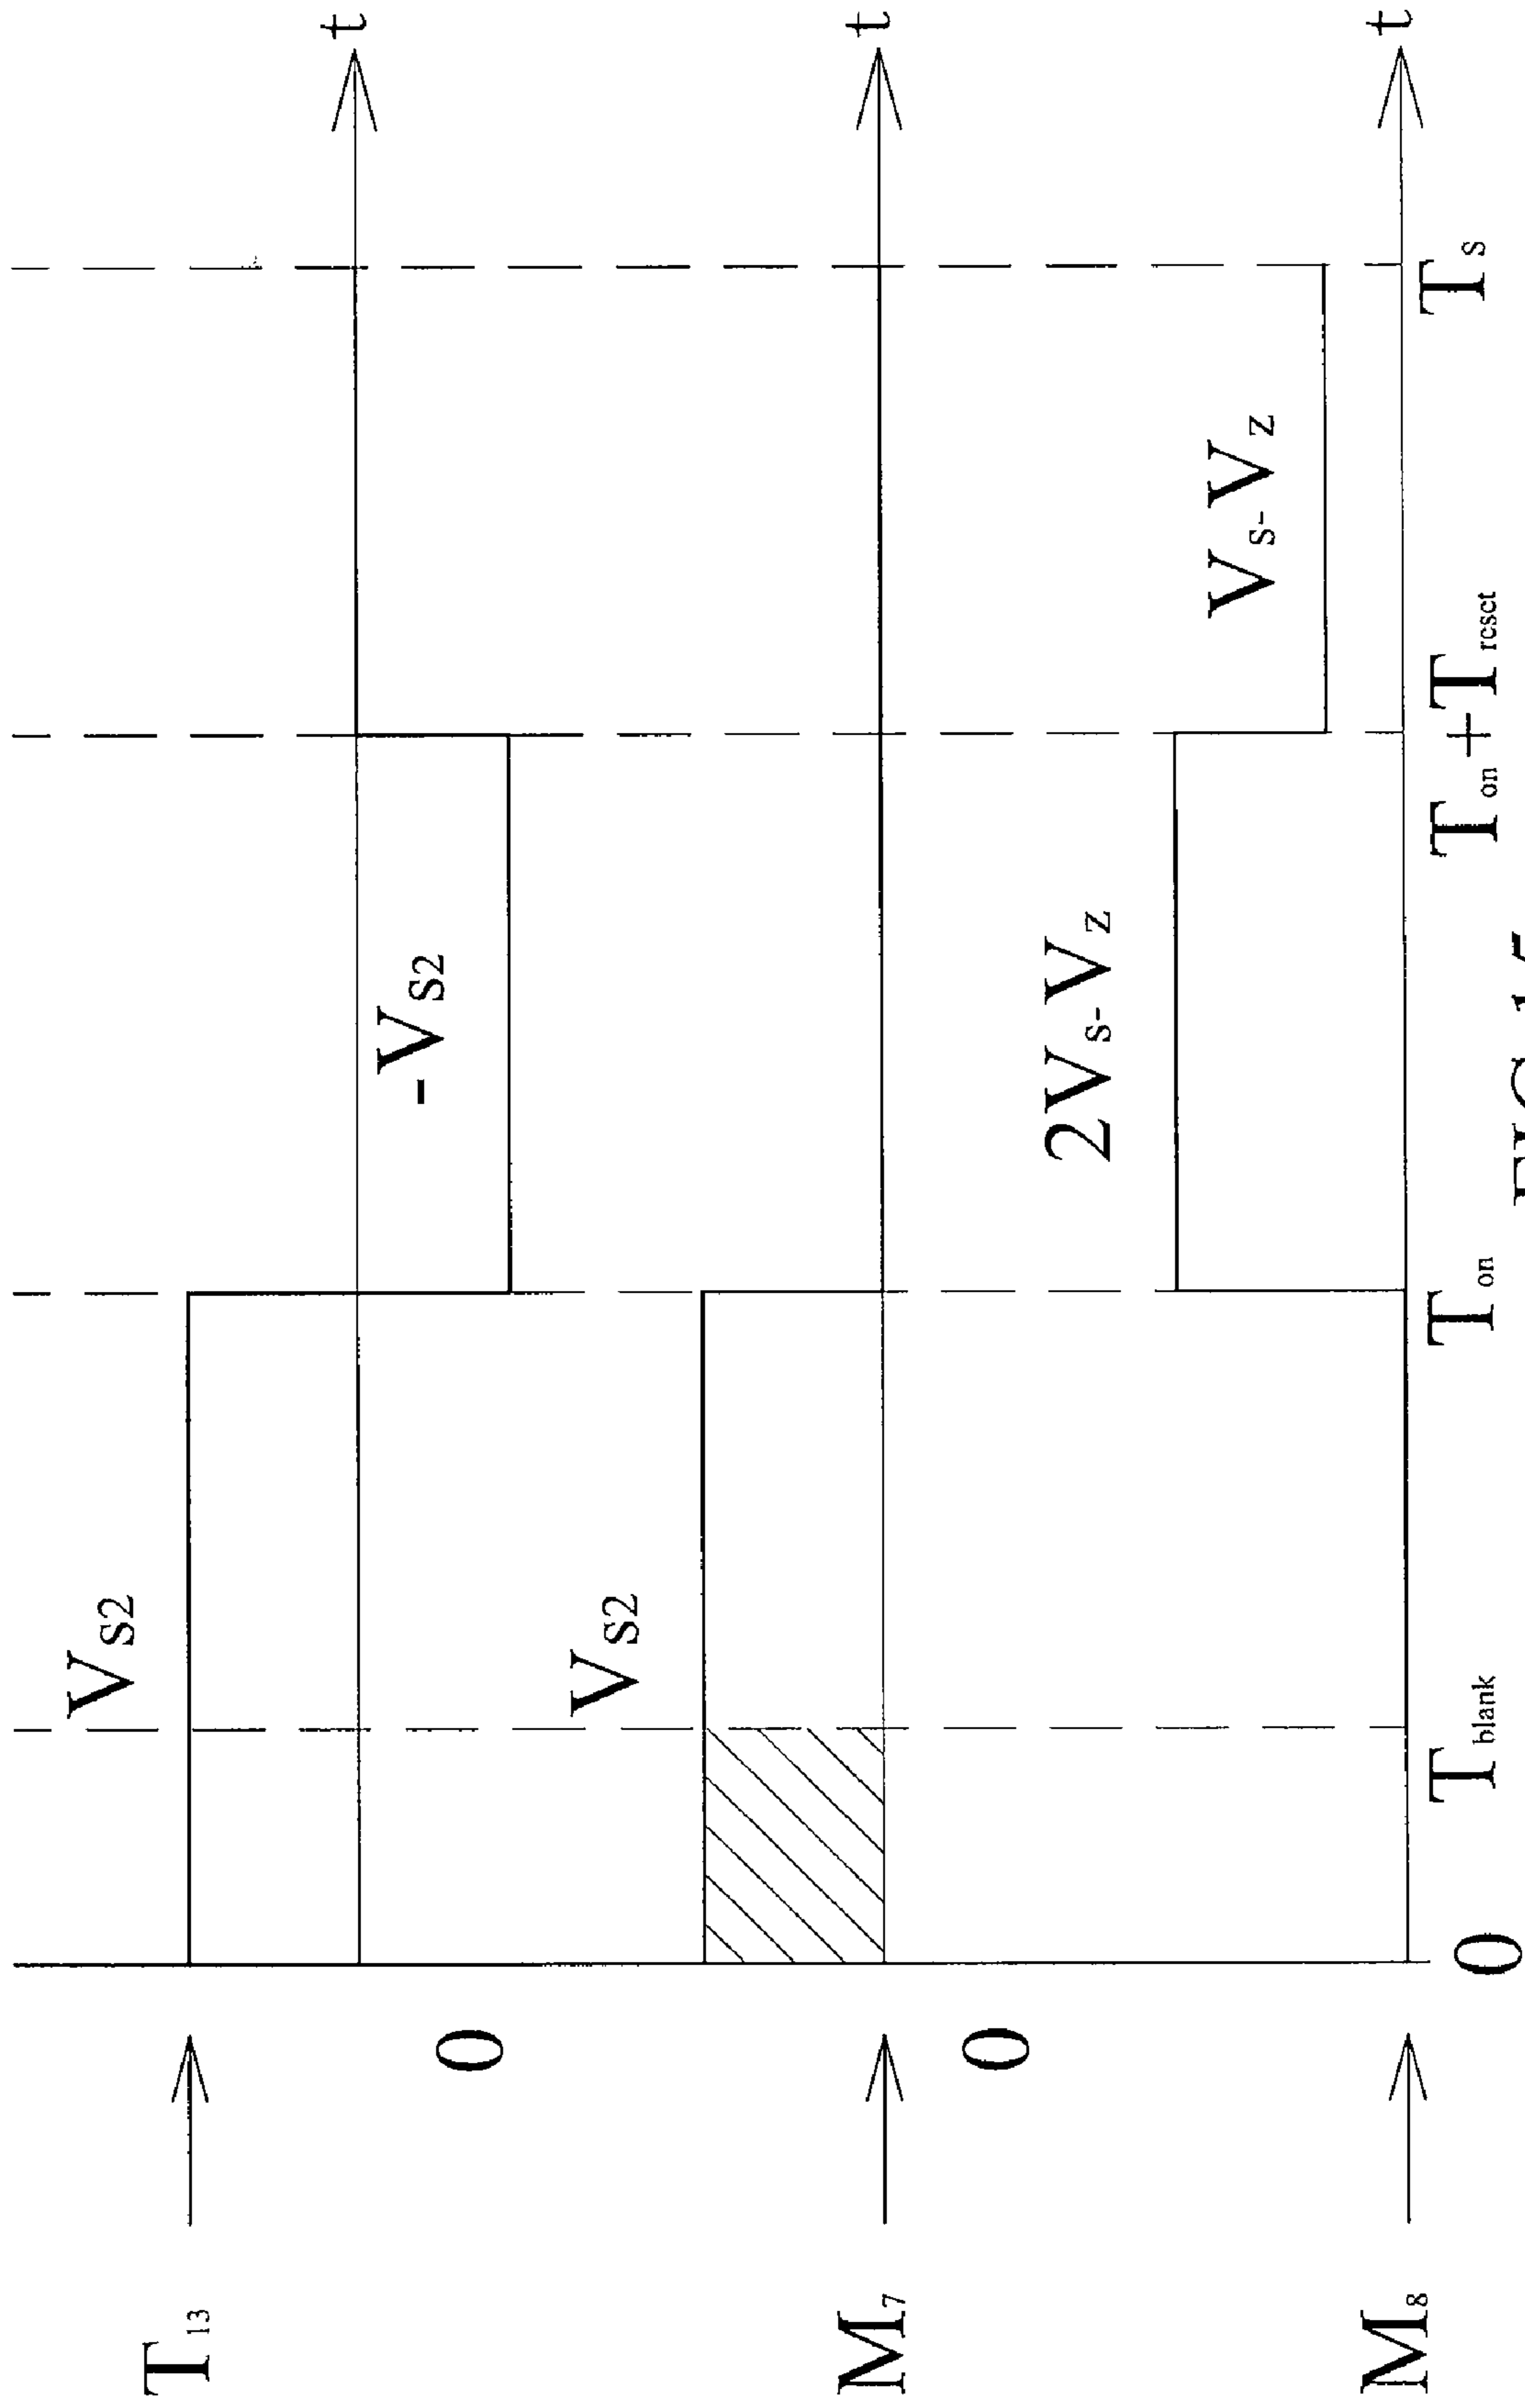 T13
Vs2
-Vs2
t
0
M7
Vs2
t
0
M8
2Vs-Vz
Vs-Vz
t
0
Tblank
Ton
Ton+Treset
Ts